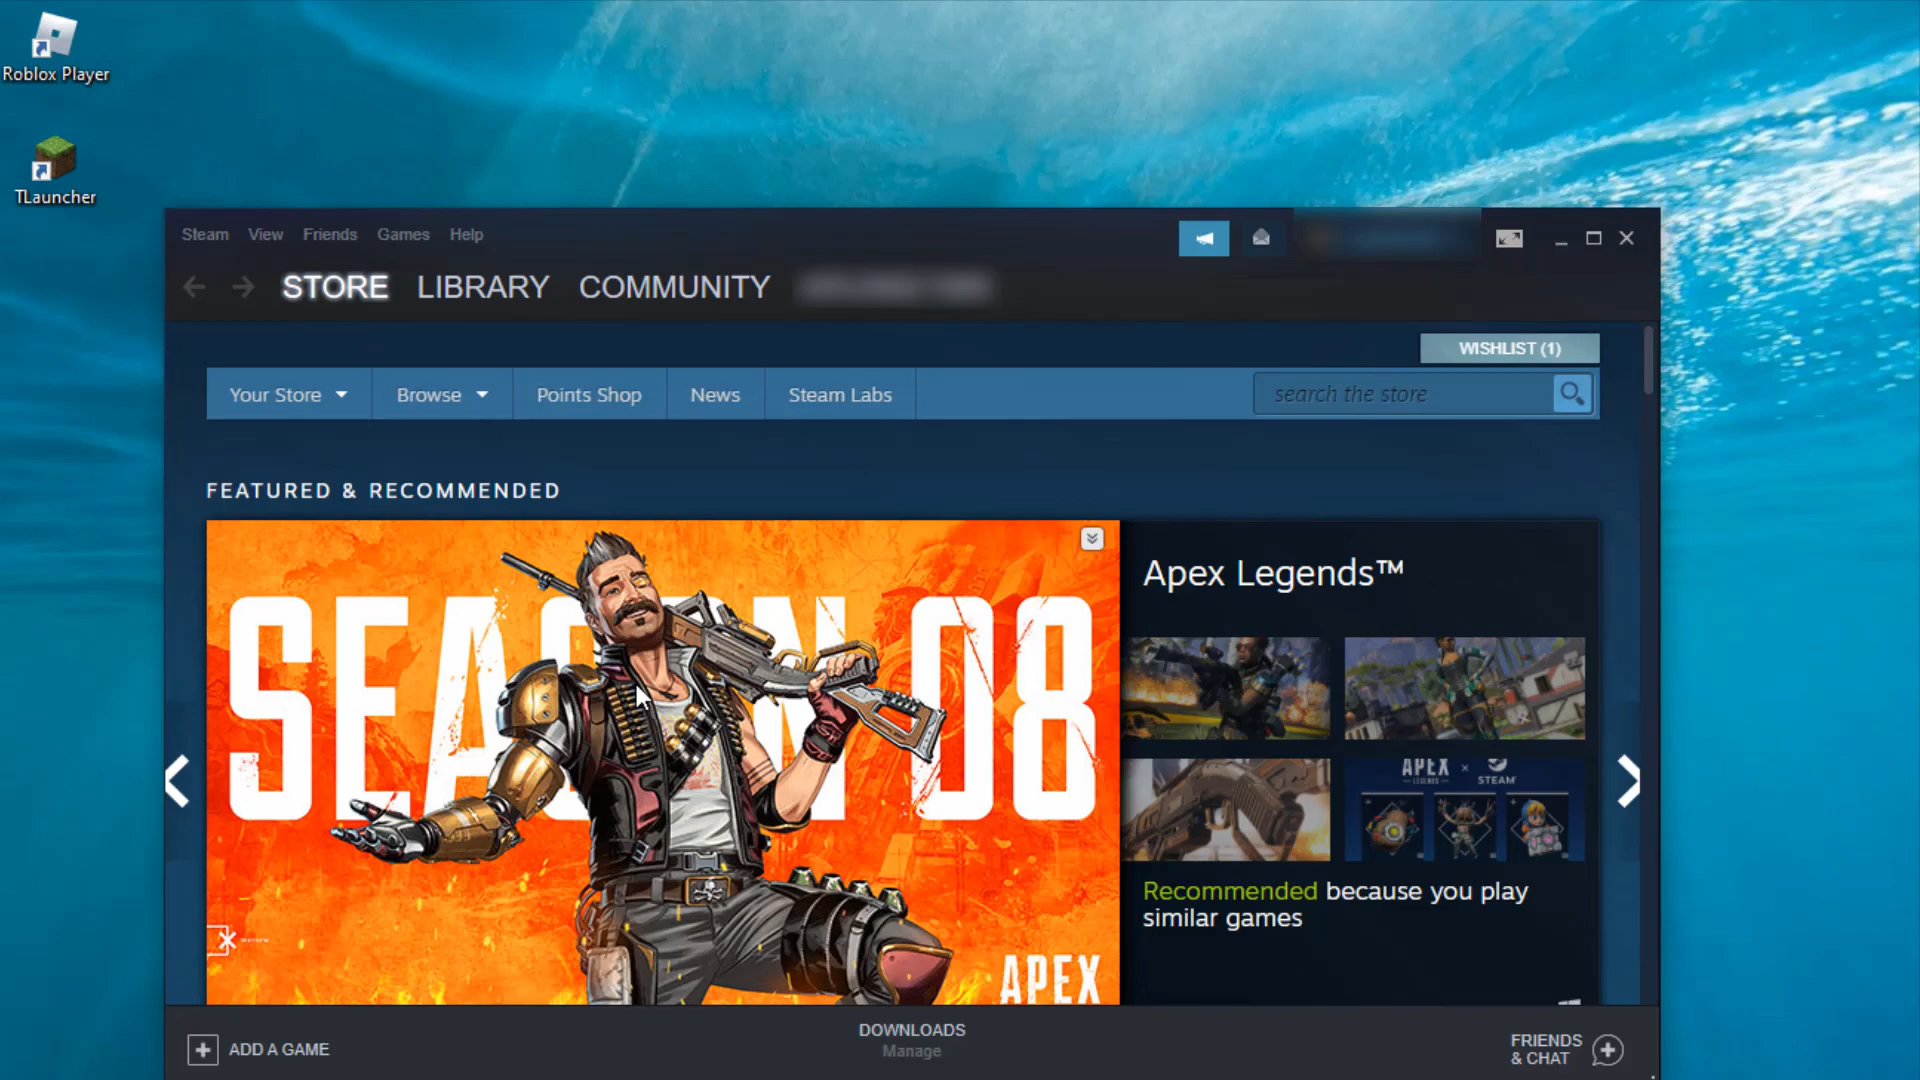 Roblox Player
TLauncher
Steam View Friends Games Help
STORE LIBRARY COMMUNITY
WISHLIST (1)
Your Store Browse Points Shop News Steam Labs search the store
FEATURED & RECOMMENDED
SEASON 08
APEX
Apex Legends™
APEX × STEAM
LEGENDS
Recommended because you play
similar games
ADD A GAME
DOWNLOADS
Manage
FRIENDS
& CHAT